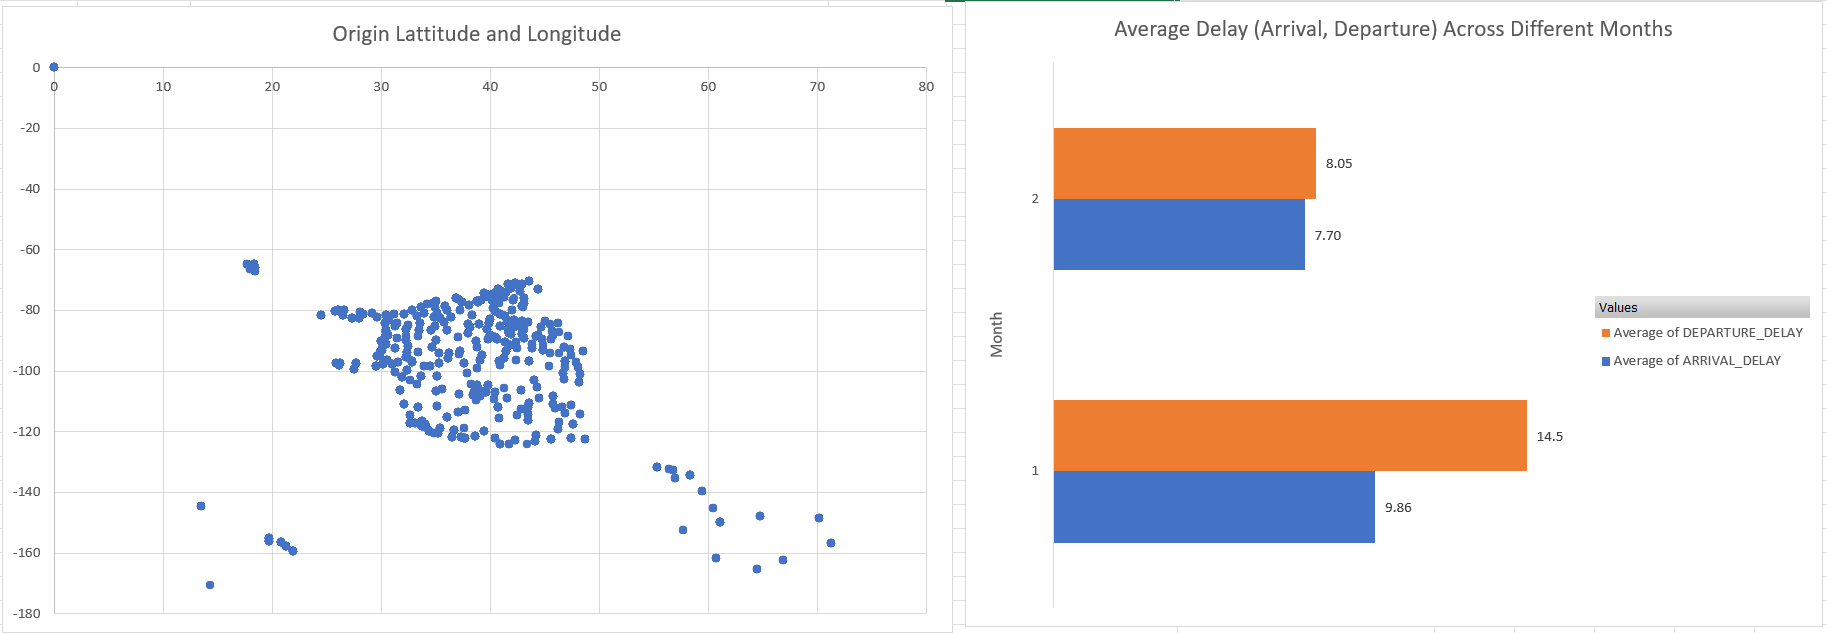 Origin Lattitude and Longitude
0
0 10 20 30 40 50 60 70 80
-20
-40
-60
-80
-100
-120
-140
-160
-180
Average Delay (Arrival, Departure) Across Different Months
Month
8.05
2
7.70
14.5
1
9.86
Values
Average of DEPARTURE_DELAY
Average of ARRIVAL_DELAY